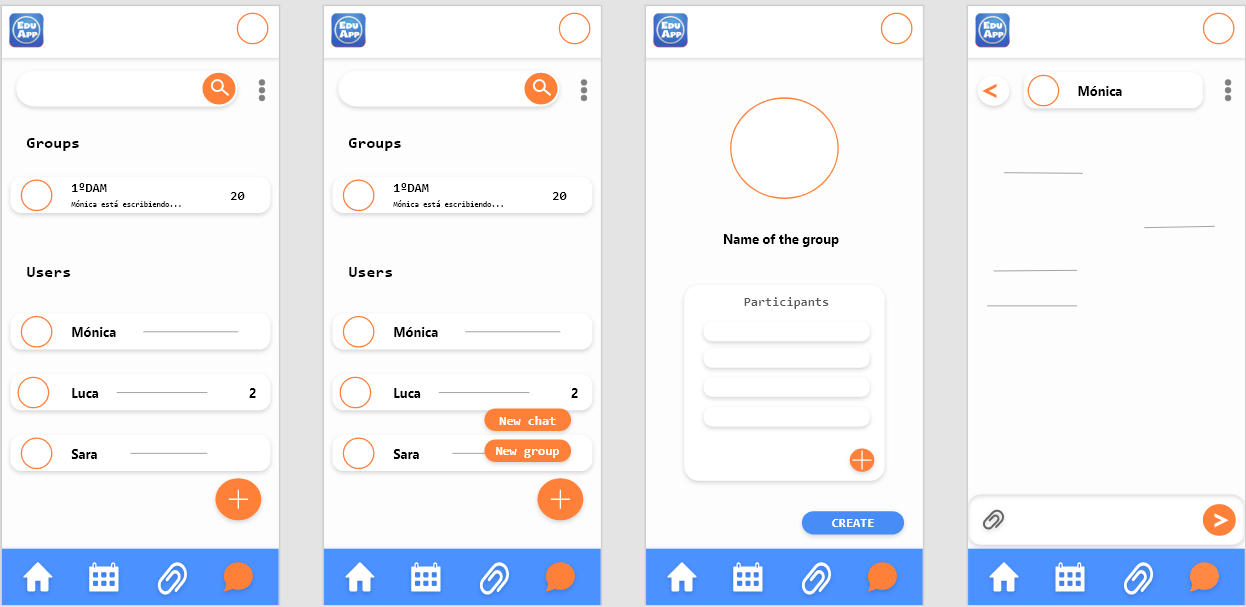 EDU
APP
Groups
1ºDAM
Mónica está escribiendo...
20
Users
Mónica
Luca
2
Sara
EDU
APP
Groups
1ºDAM
Mónica está escribiendo...
20
Users
Mónica
Luca
2
New chat
Sara
New group
EDU
APP
Name of the group
Participants
CREATE
EDU
APP
<
Mónica
>